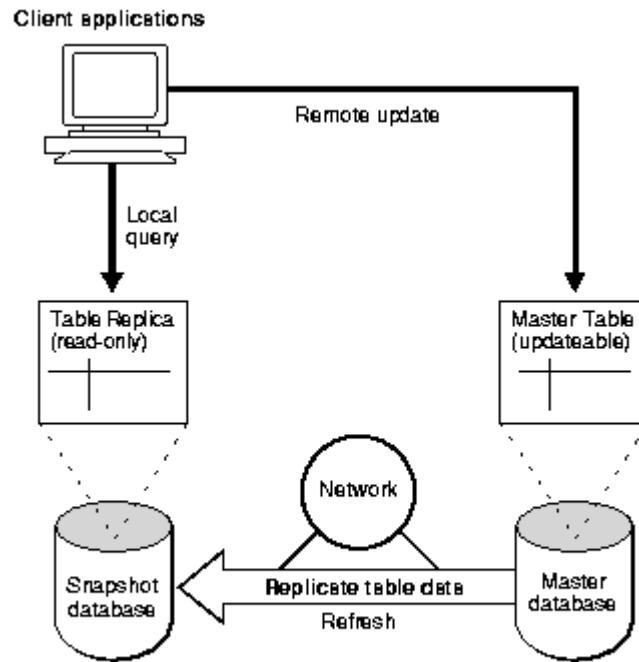 Client applications
Remote update
Local
query
Table Replica
(read-only)
Master Table
(updateable)
Network
Snapshot
database
Replicate table data
Refresh
Master
database